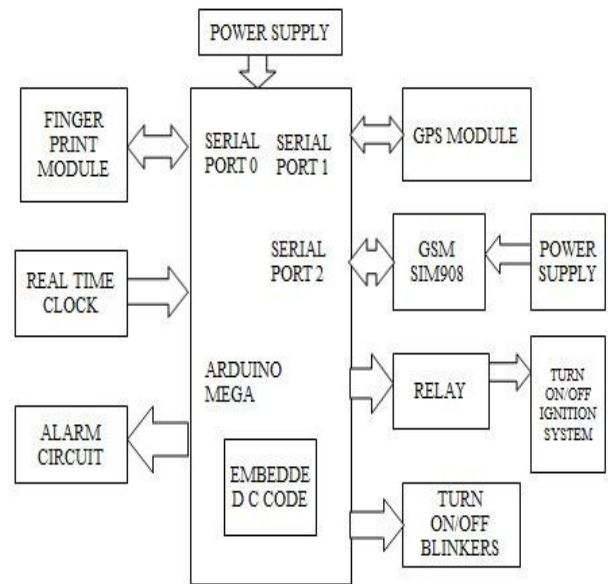 POWER SUPPLY
FINGER
PRINT
MODULE
SERIAL
PORT 0
SERIAL
PORT 1
GPS MODULE
REAL TIME
CLOCK
SERIAL
PORT 2
GSM
SIM908
POWER
SUPPLY
ARDUINO
MEGA
RELAY
TURN
ON/OFF
IGNITION
SYSTEM
ALARM
CIRCUIT
EMBEDDE
D C CODE
TURN
ON/OFF
BLINKERS